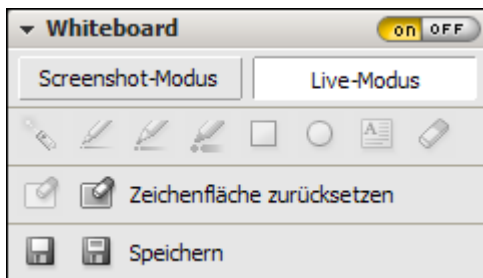 Whiteboard on OFF
Screenshot-Modus Live-Modus
A
Zeichenfläche zurücksetzen
Speichern